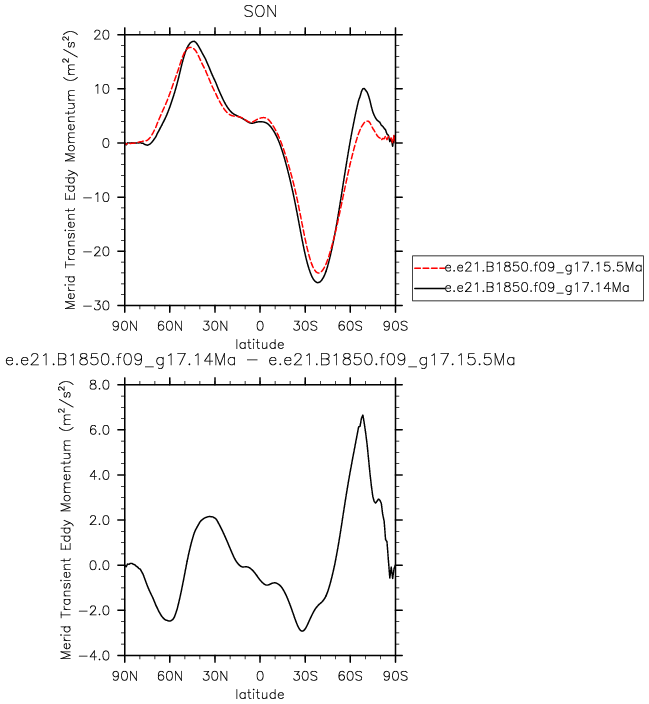 SON
Merid Transient Eddy Momentum (m²/s²)
20
10
0
−10
−20
−30
90N 60N 30N 0 30S 60S 90S
latitude
e.e21.B1850.f09_g17.15.5Ma
e.e21.B1850.f09_g17.14Ma
e.e21.B1850.f09_g17.14Ma − e.e21.B1850.f09_g17.15.5Ma
Merid Transient Eddy Momentum (m²/s²)
8.0
6.0
4.0
2.0
0.0
−2.0
−4.0
90N 60N 30N 0 30S 60S 90S
latitude